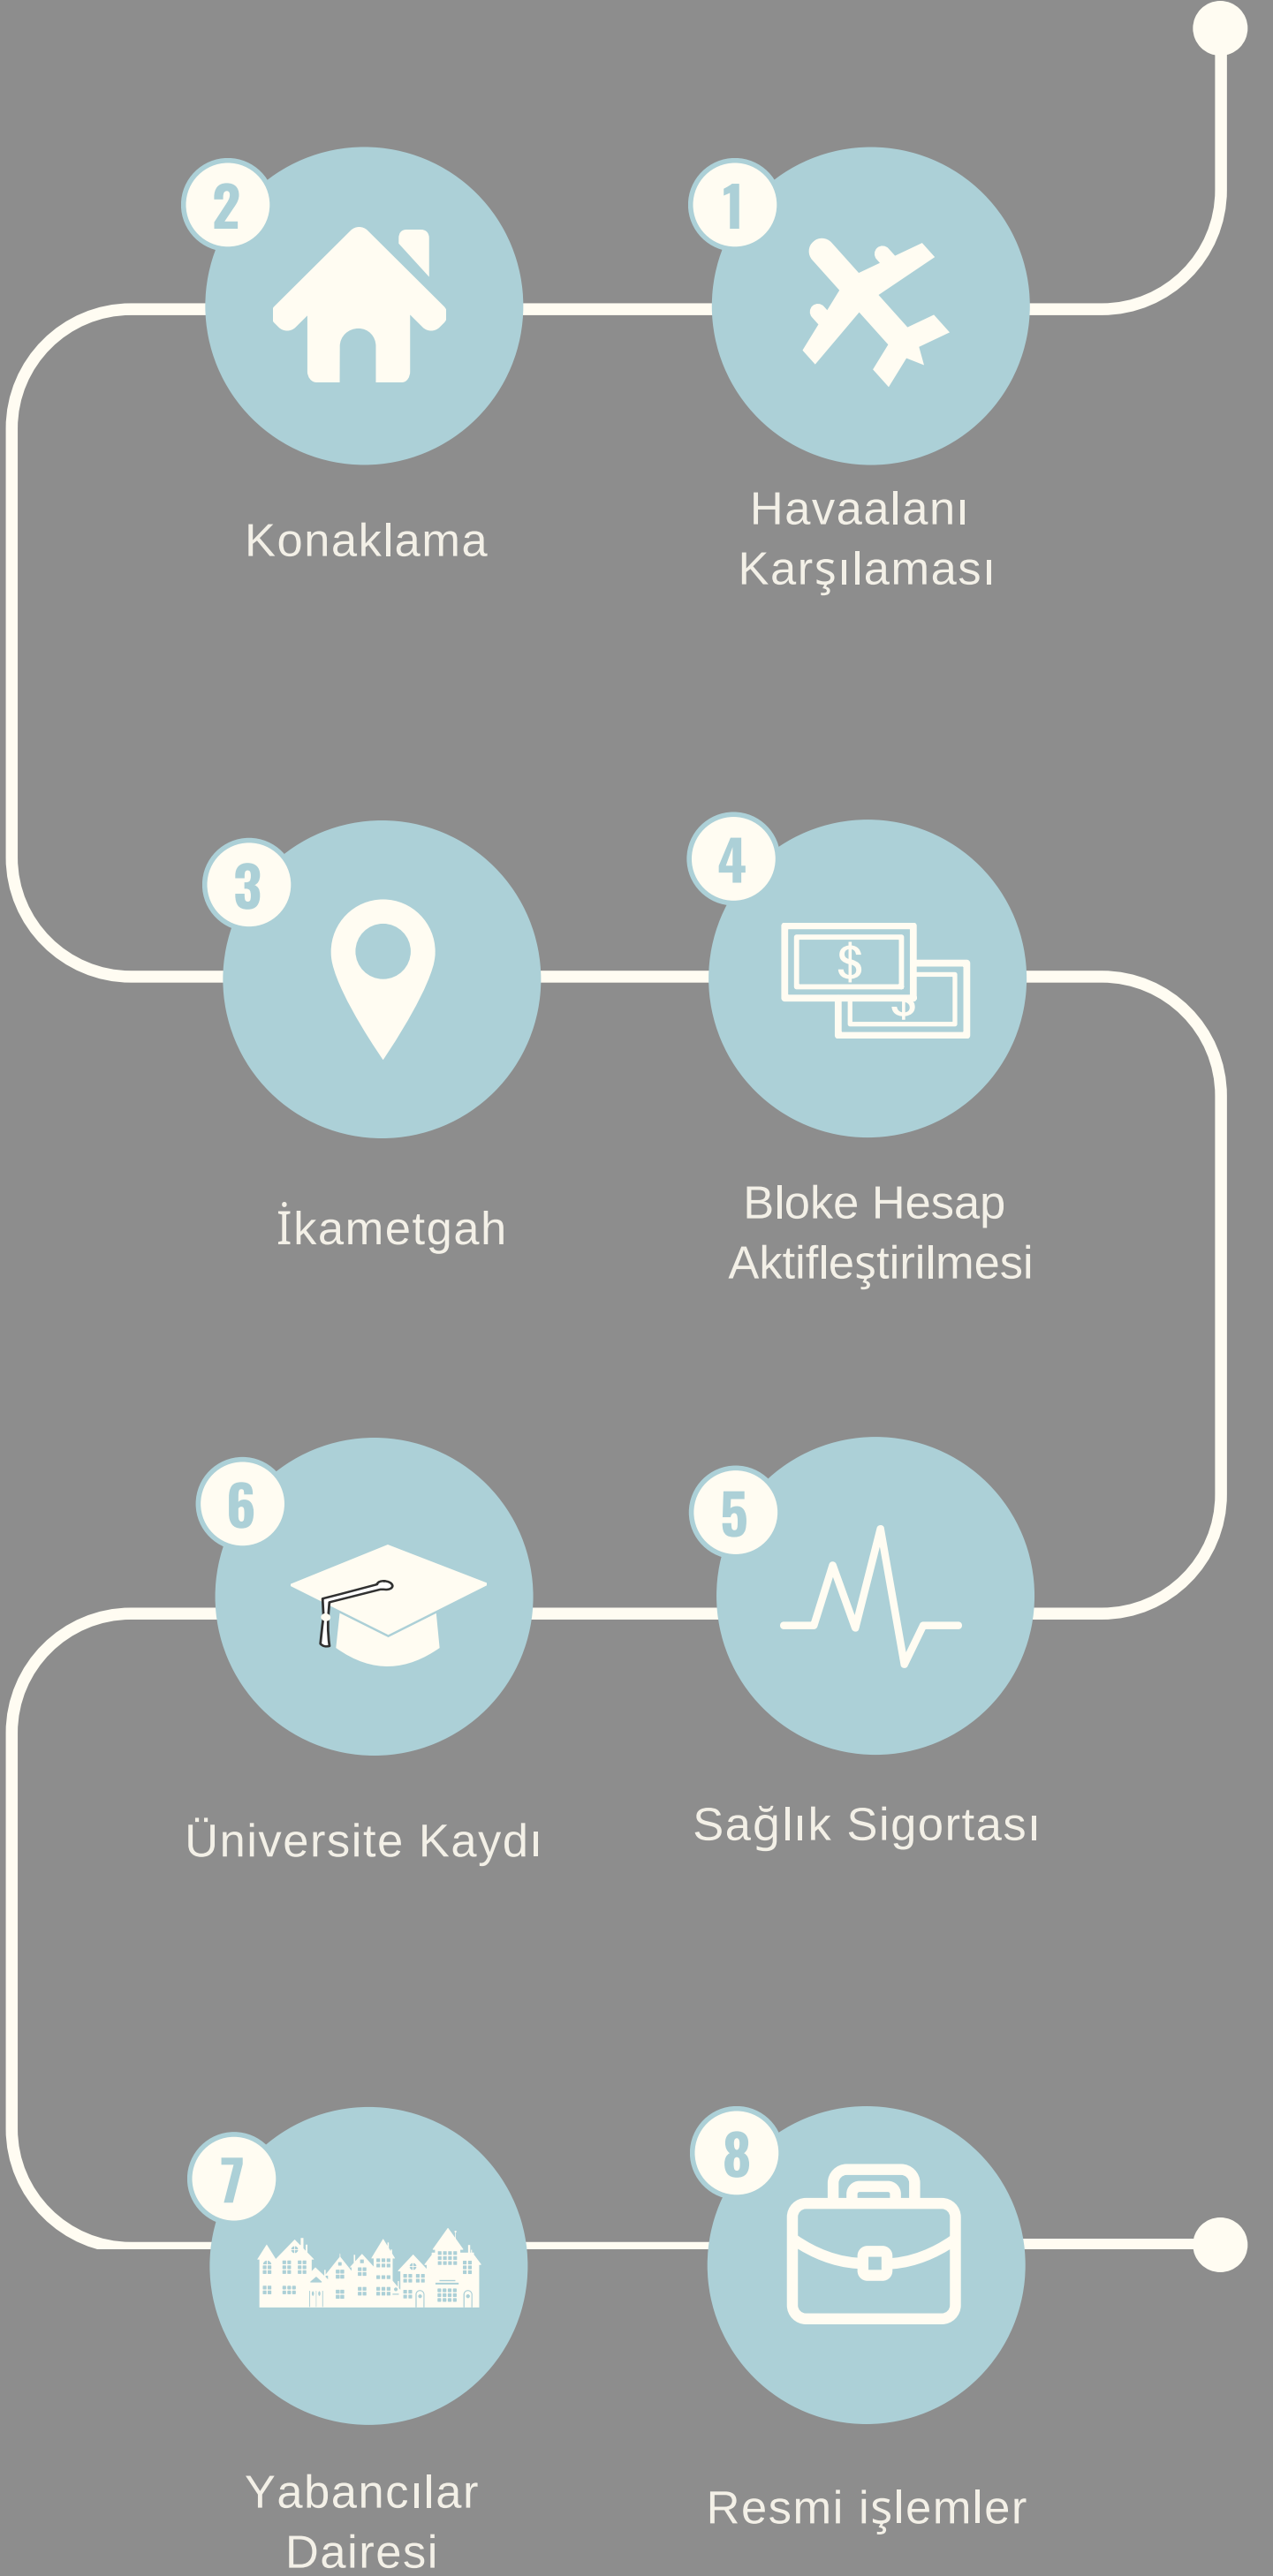 1
Havaalanı
Karşılaması
2
Konaklama
3
İkametgah
4
$
$
Bloke Hesap
Aktifleştirilmesi
5
Sağlık Sigortası
6
Üniversite Kaydı
7
Yabancılar
Dairesi
8
Resmi işlemler